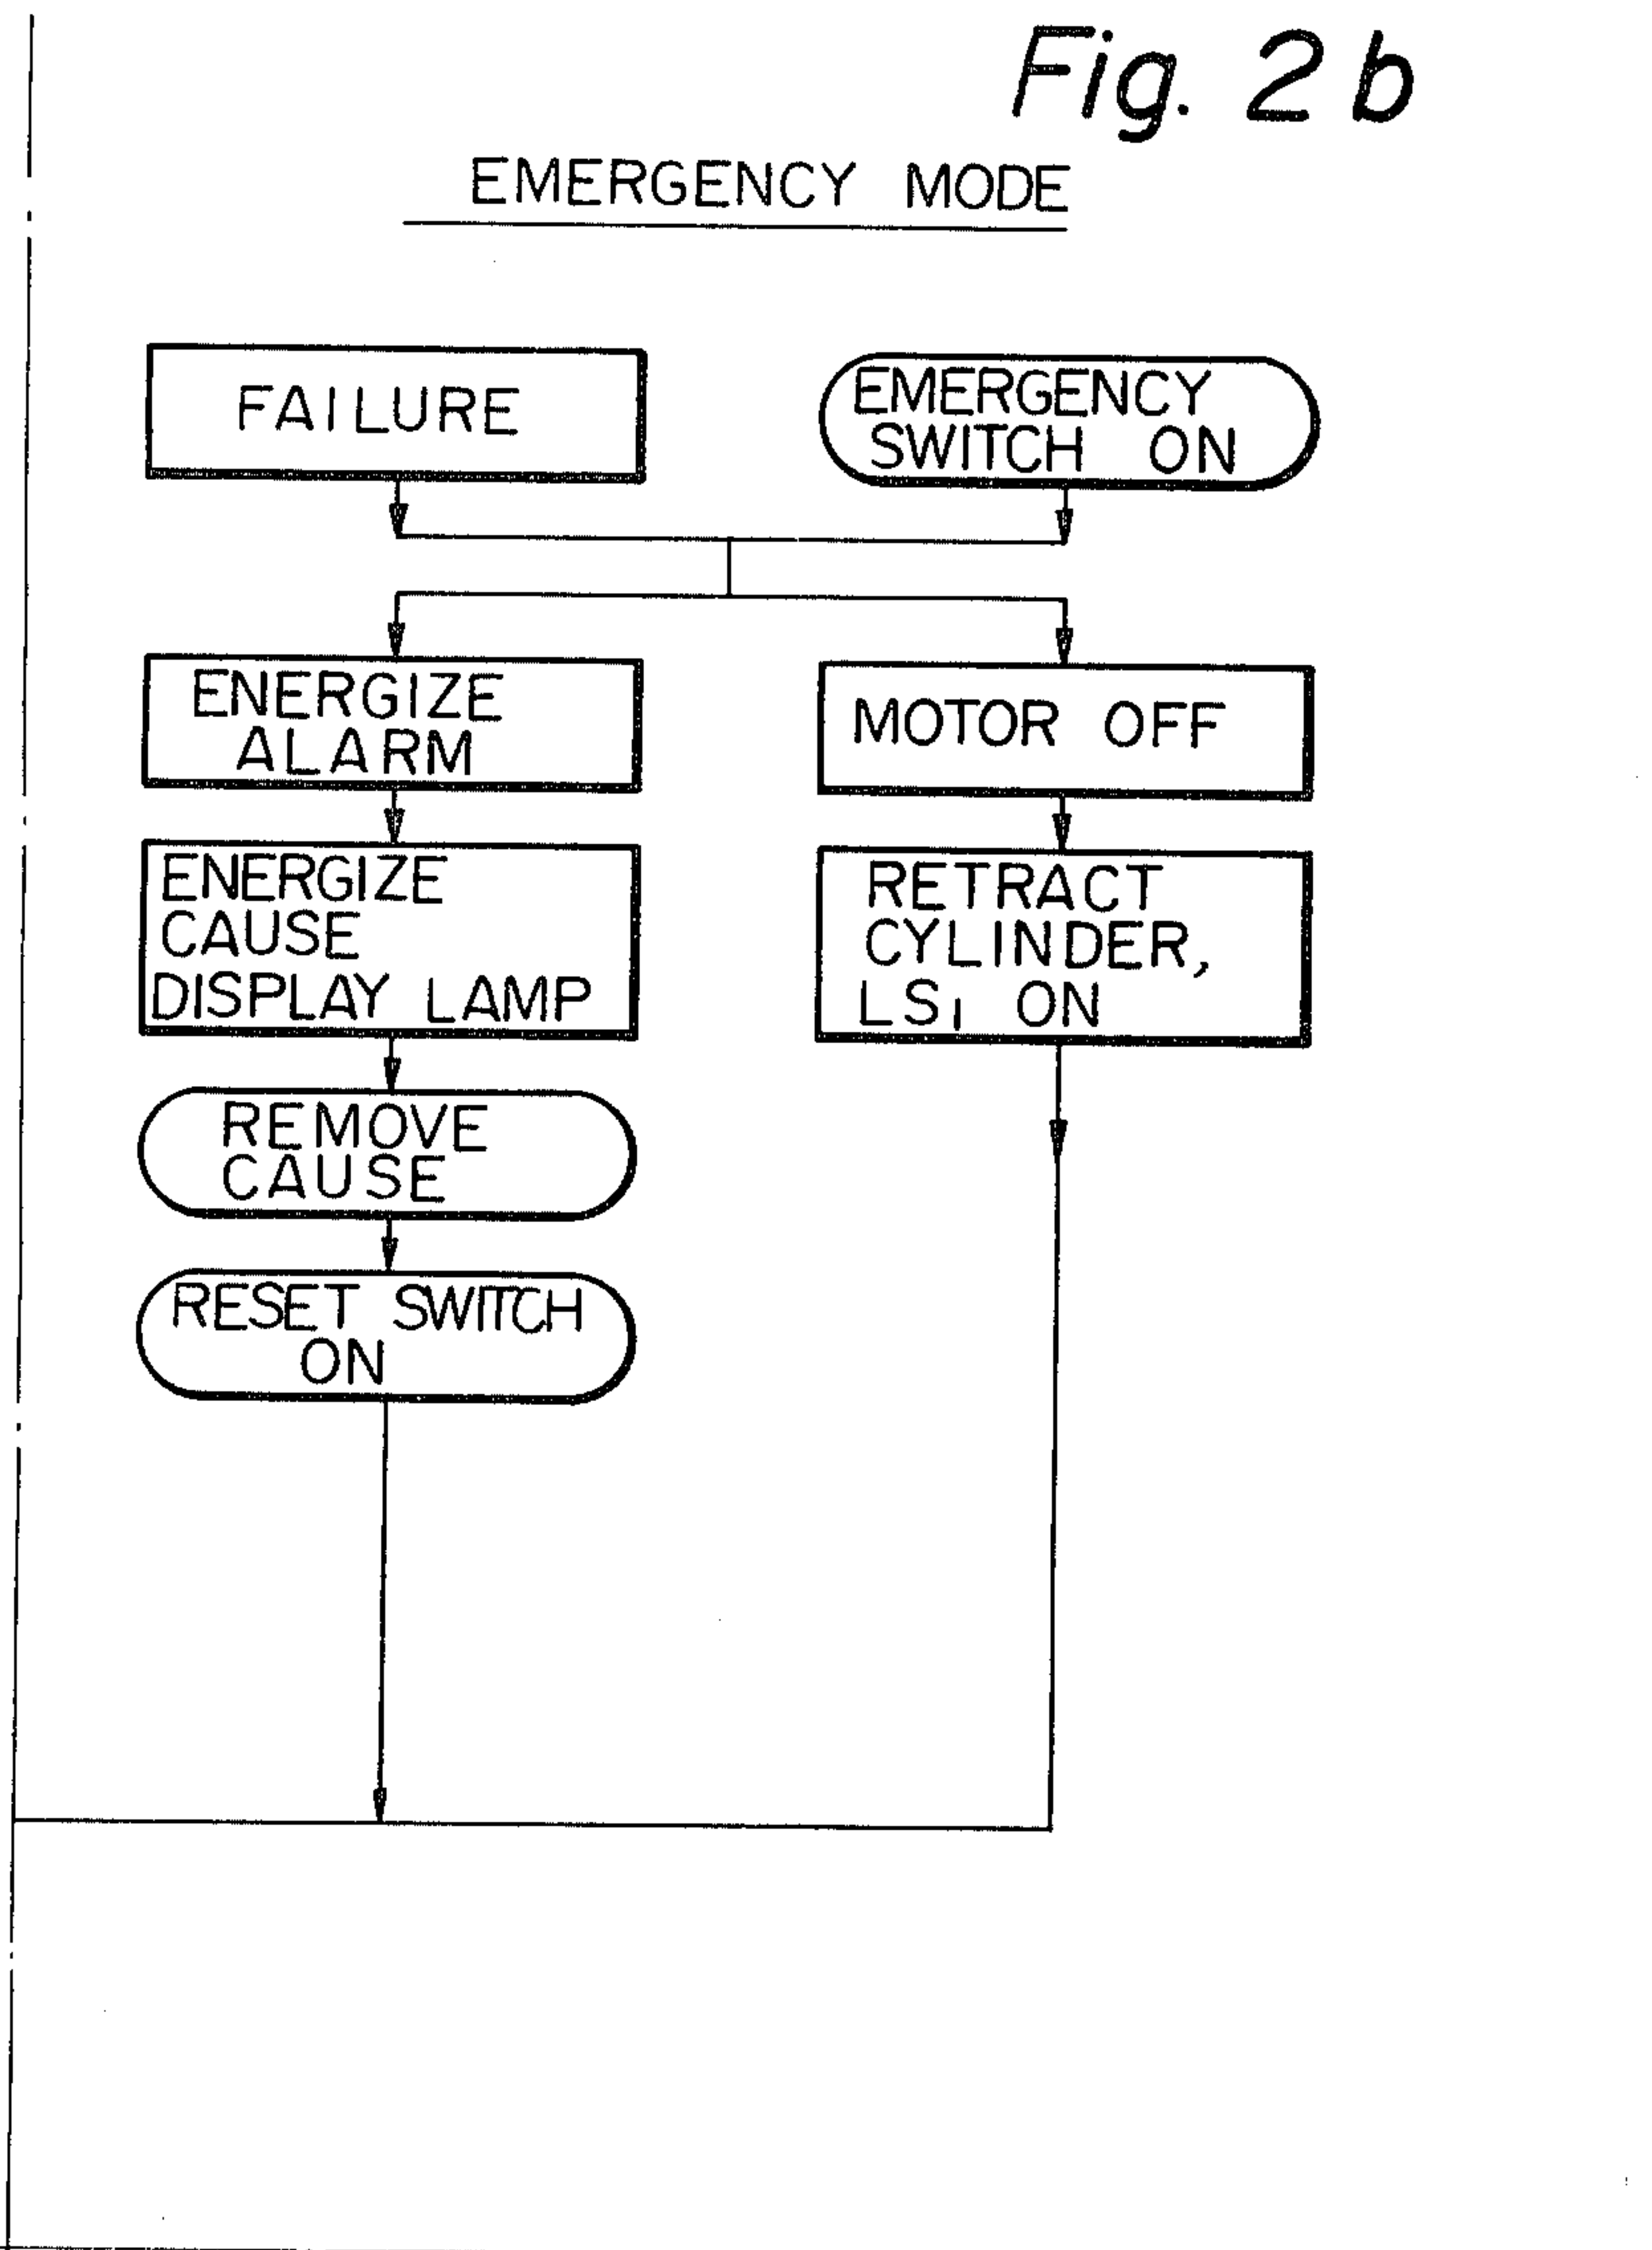 Fig. 2b
EMERGENCY MODE
FAILURE
EMERGENCY
SWITCH ON
ENERGIZE
ALARM
MOTOR OFF
ENERGIZE
CAUSE
DISPLAY LAMP
RETRACT
CYLINDER,
LS₁ ON
REMOVE
CAUSE
RESET SWITCH
ON